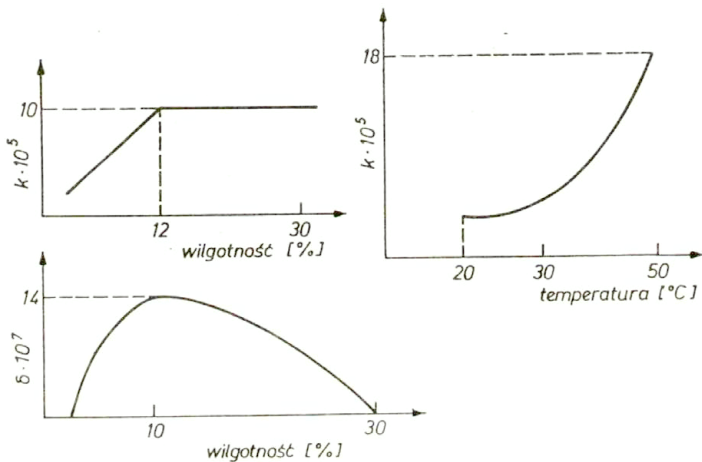 10
k·10⁵
12
30
wilgotność [%]
18
k·10⁵
20
30
50
temperatura [°C]
14
δ·10⁷
10
30
wilgotność [%]